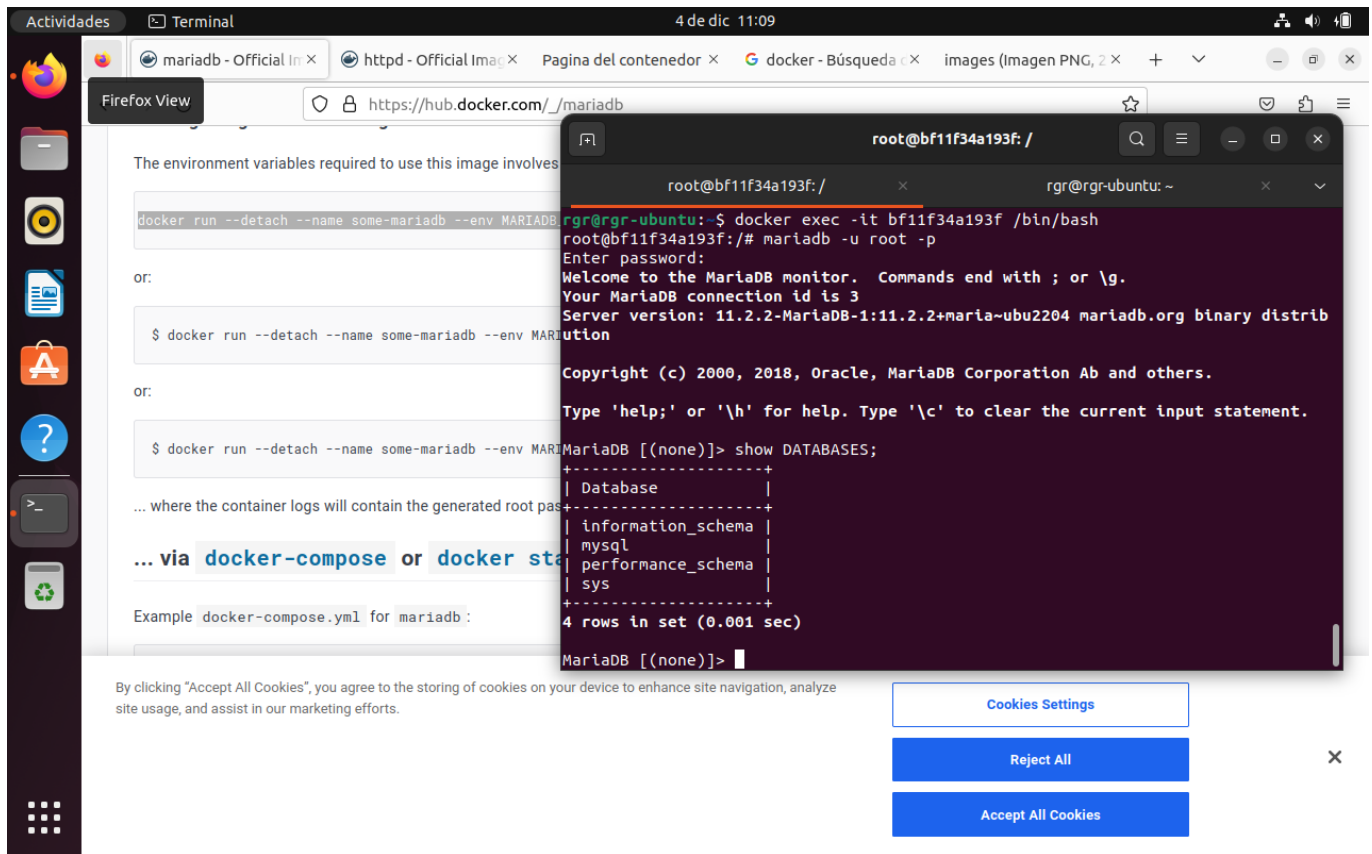 Actividades
Terminal
4 de dic 11:09
mariadb - Official Im
httpd - Official Imag
Pagina del contenedor
docker - Búsqueda d
images (Imagen PNG, 2
Firefox View
https://hub.docker.com/_/mariadb
The environment variables required to use this image involves
docker run --detach --name some-mariadb --env MARIADB_
or:
$ docker run --detach --name some-mariadb --env MARI
or:
$ docker run --detach --name some-mariadb --env MARI
... where the container logs will contain the generated root pas
... via docker-compose or docker sta
Example docker-compose.yml for mariadb :
root@bf11f34a193f: /
root@bf11f34a193f: /
rgr@rgr-ubuntu: ~
rgr@rgr-ubuntu:~$ docker exec -it bf11f34a193f /bin/bash
root@bf11f34a193f:/# mariadb -u root -p
Enter password:
Welcome to the MariaDB monitor.  Commands end with ; or \g.
Your MariaDB connection id is 3
Server version: 11.2.2-MariaDB-1:11.2.2+maria~ubu2204 mariadb.org binary distrib
ution
Copyright (c) 2000, 2018, Oracle, MariaDB Corporation Ab and others.
Type 'help;' or '\h' for help. Type '\c' to clear the current input statement.
MariaDB [(none)]> show DATABASES;
+--------------------+
| Database           |
+--------------------+
| information_schema |
| mysql              |
| performance_schema |
| sys                |
+--------------------+
4 rows in set (0.001 sec)
MariaDB [(none)]>
By clicking “Accept All Cookies”, you agree to the storing of cookies on your device to enhance site navigation, analyze
site usage, and assist in our marketing efforts.
Cookies Settings
Reject All
Accept All Cookies